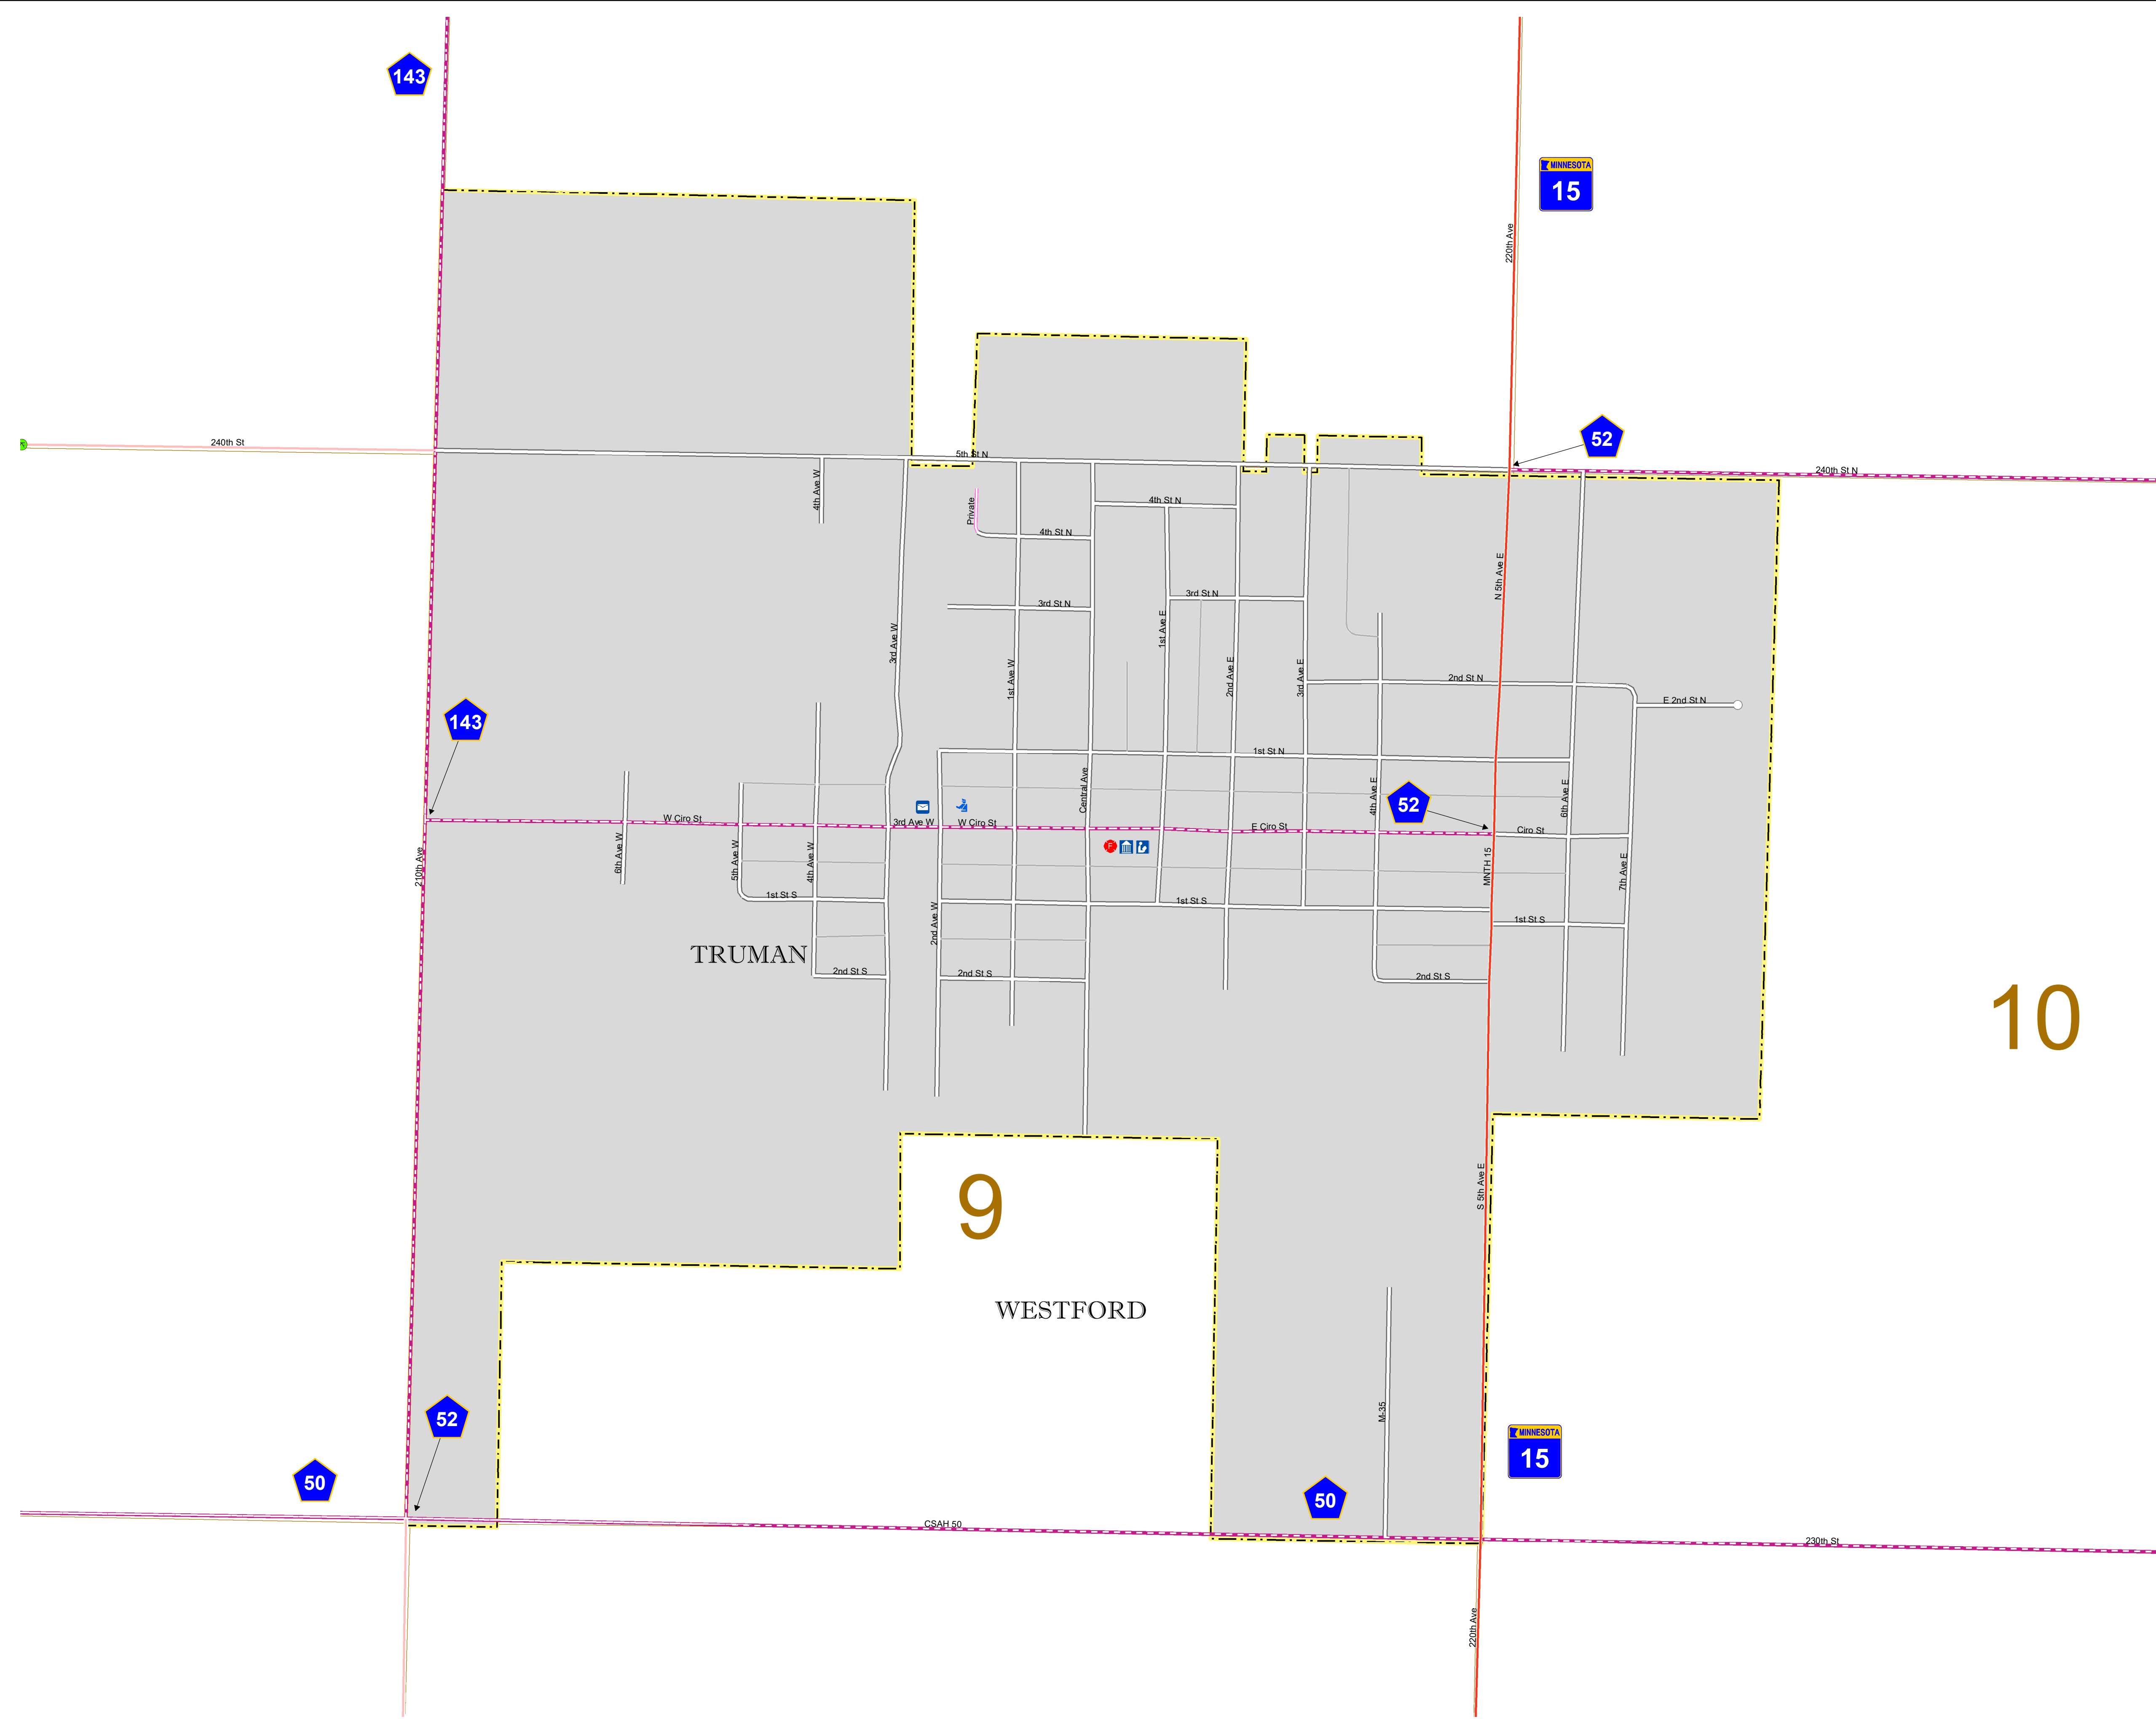 143
MINNESOTA
15
220th Ave
52
240th St
5th St N
240th St N
4th Ave W
Private
4th St N
4th St N
N 5th Ave E
3rd St N
3rd St N
1st Ave E
3rd Ave W
1st Ave W
2nd Ave E
3rd Ave E
2nd St N
E 2nd St N
143
1st St N
Central Ave
4th Ave E
52
6th Ave E
W Ciro St
3rd Ave W
W Ciro St
E Ciro St
Ciro St
F
210th Ave
6th Ave W
5th Ave W
4th Ave W
MNTH 15
7th Ave E
1st St S
2nd Ave W
1st St S
1st St S
TRUMAN
2nd St S
2nd St S
2nd St S
10
9
S 5th Ave E
WESTFORD
52
M-35
MINNESOTA
15
50
50
CSAH 50
230th St
220th Ave